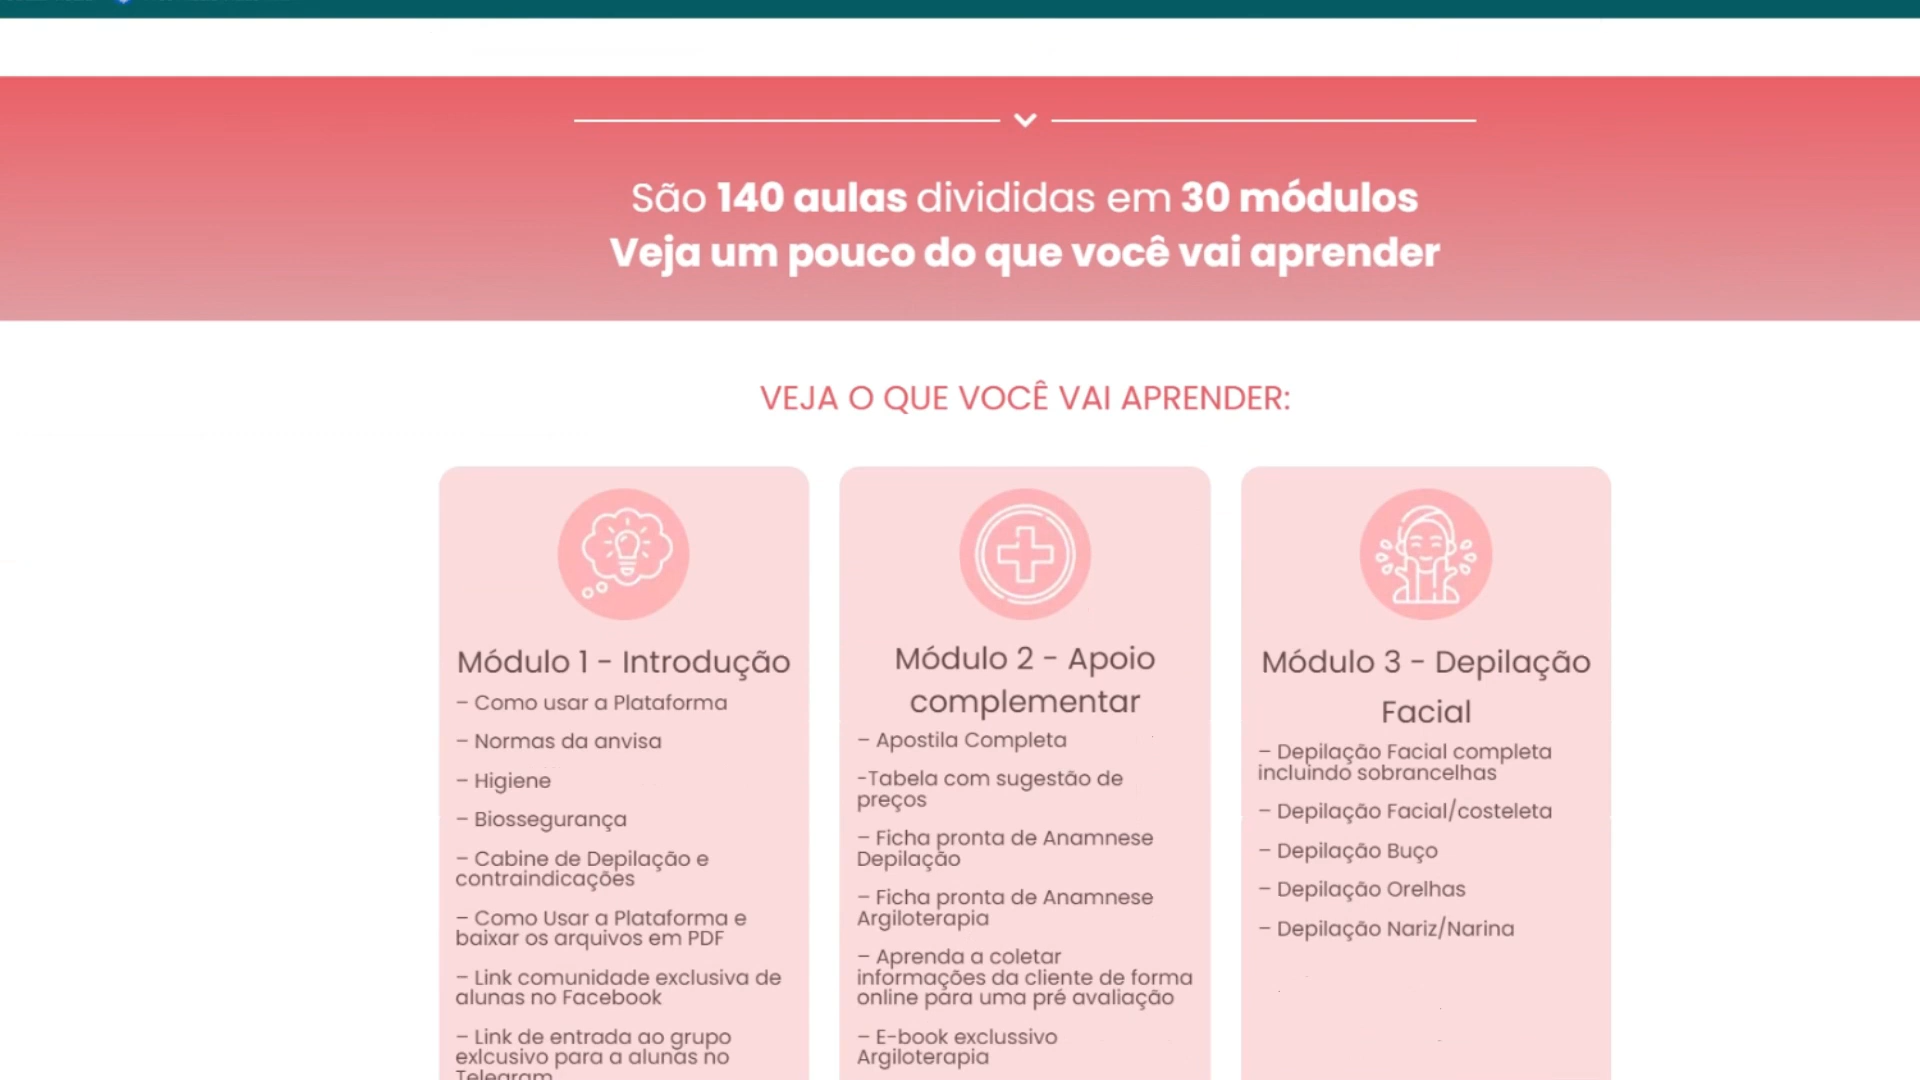 São 140 aulas divididas em 30 módulos
Veja um pouco do que você vai aprender
VEJA O QUE VOCÊ VAI APRENDER:
Módulo 1 - Introdução
– Como usar a Plataforma
– Normas da anvisa
– Higiene
– Biossegurança
– Cabine de Depilação e
contraindicações
– Como Usar a Plataforma e
baixar os arquivos em PDF
– Link comunidade exclusiva de
alunas no Facebook
– Link de entrada ao grupo
exlcusivo para a alunas no
Telegram
Módulo 2 - Apoio
complementar
– Apostila Completa
-Tabela com sugestão de
preços
– Ficha pronta de Anamnese
Depilação
– Ficha pronta de Anamnese
Argiloterapia
– Aprenda a coletar
informações da cliente de forma
online para uma pré avaliação
– E-book exclussivo
Argiloterapia
Módulo 3 - Depilação
Facial
– Depilação Facial completa
incluindo sobrancelhas
– Depilação Facial/costeleta
– Depilação Buço
– Depilação Orelhas
– Depilação Nariz/Narina